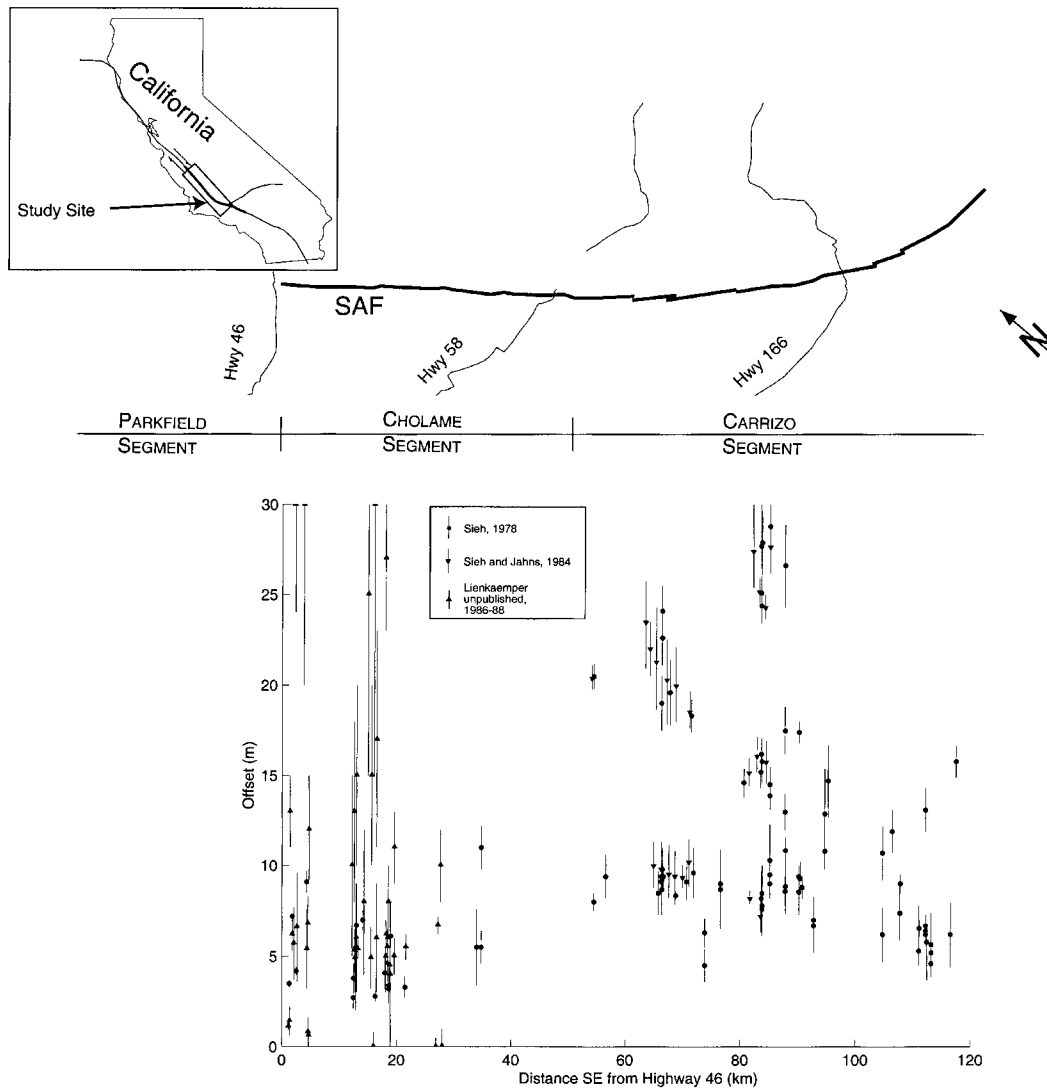 California
Study Site
SAF
Hwy 46
Hwy 58
Hwy 166
N
PARKFIELD
SEGMENT
CHOLAME
SEGMENT
CARRIZO
SEGMENT
Sieh, 1978
Sieh and Jahns, 1984
Lienkaemper
unpublished,
1986-88
Offset (m)
30
25
20
15
10
5
0
0 20 40 60 80 100 120
Distance SE from Highway 46 (km)